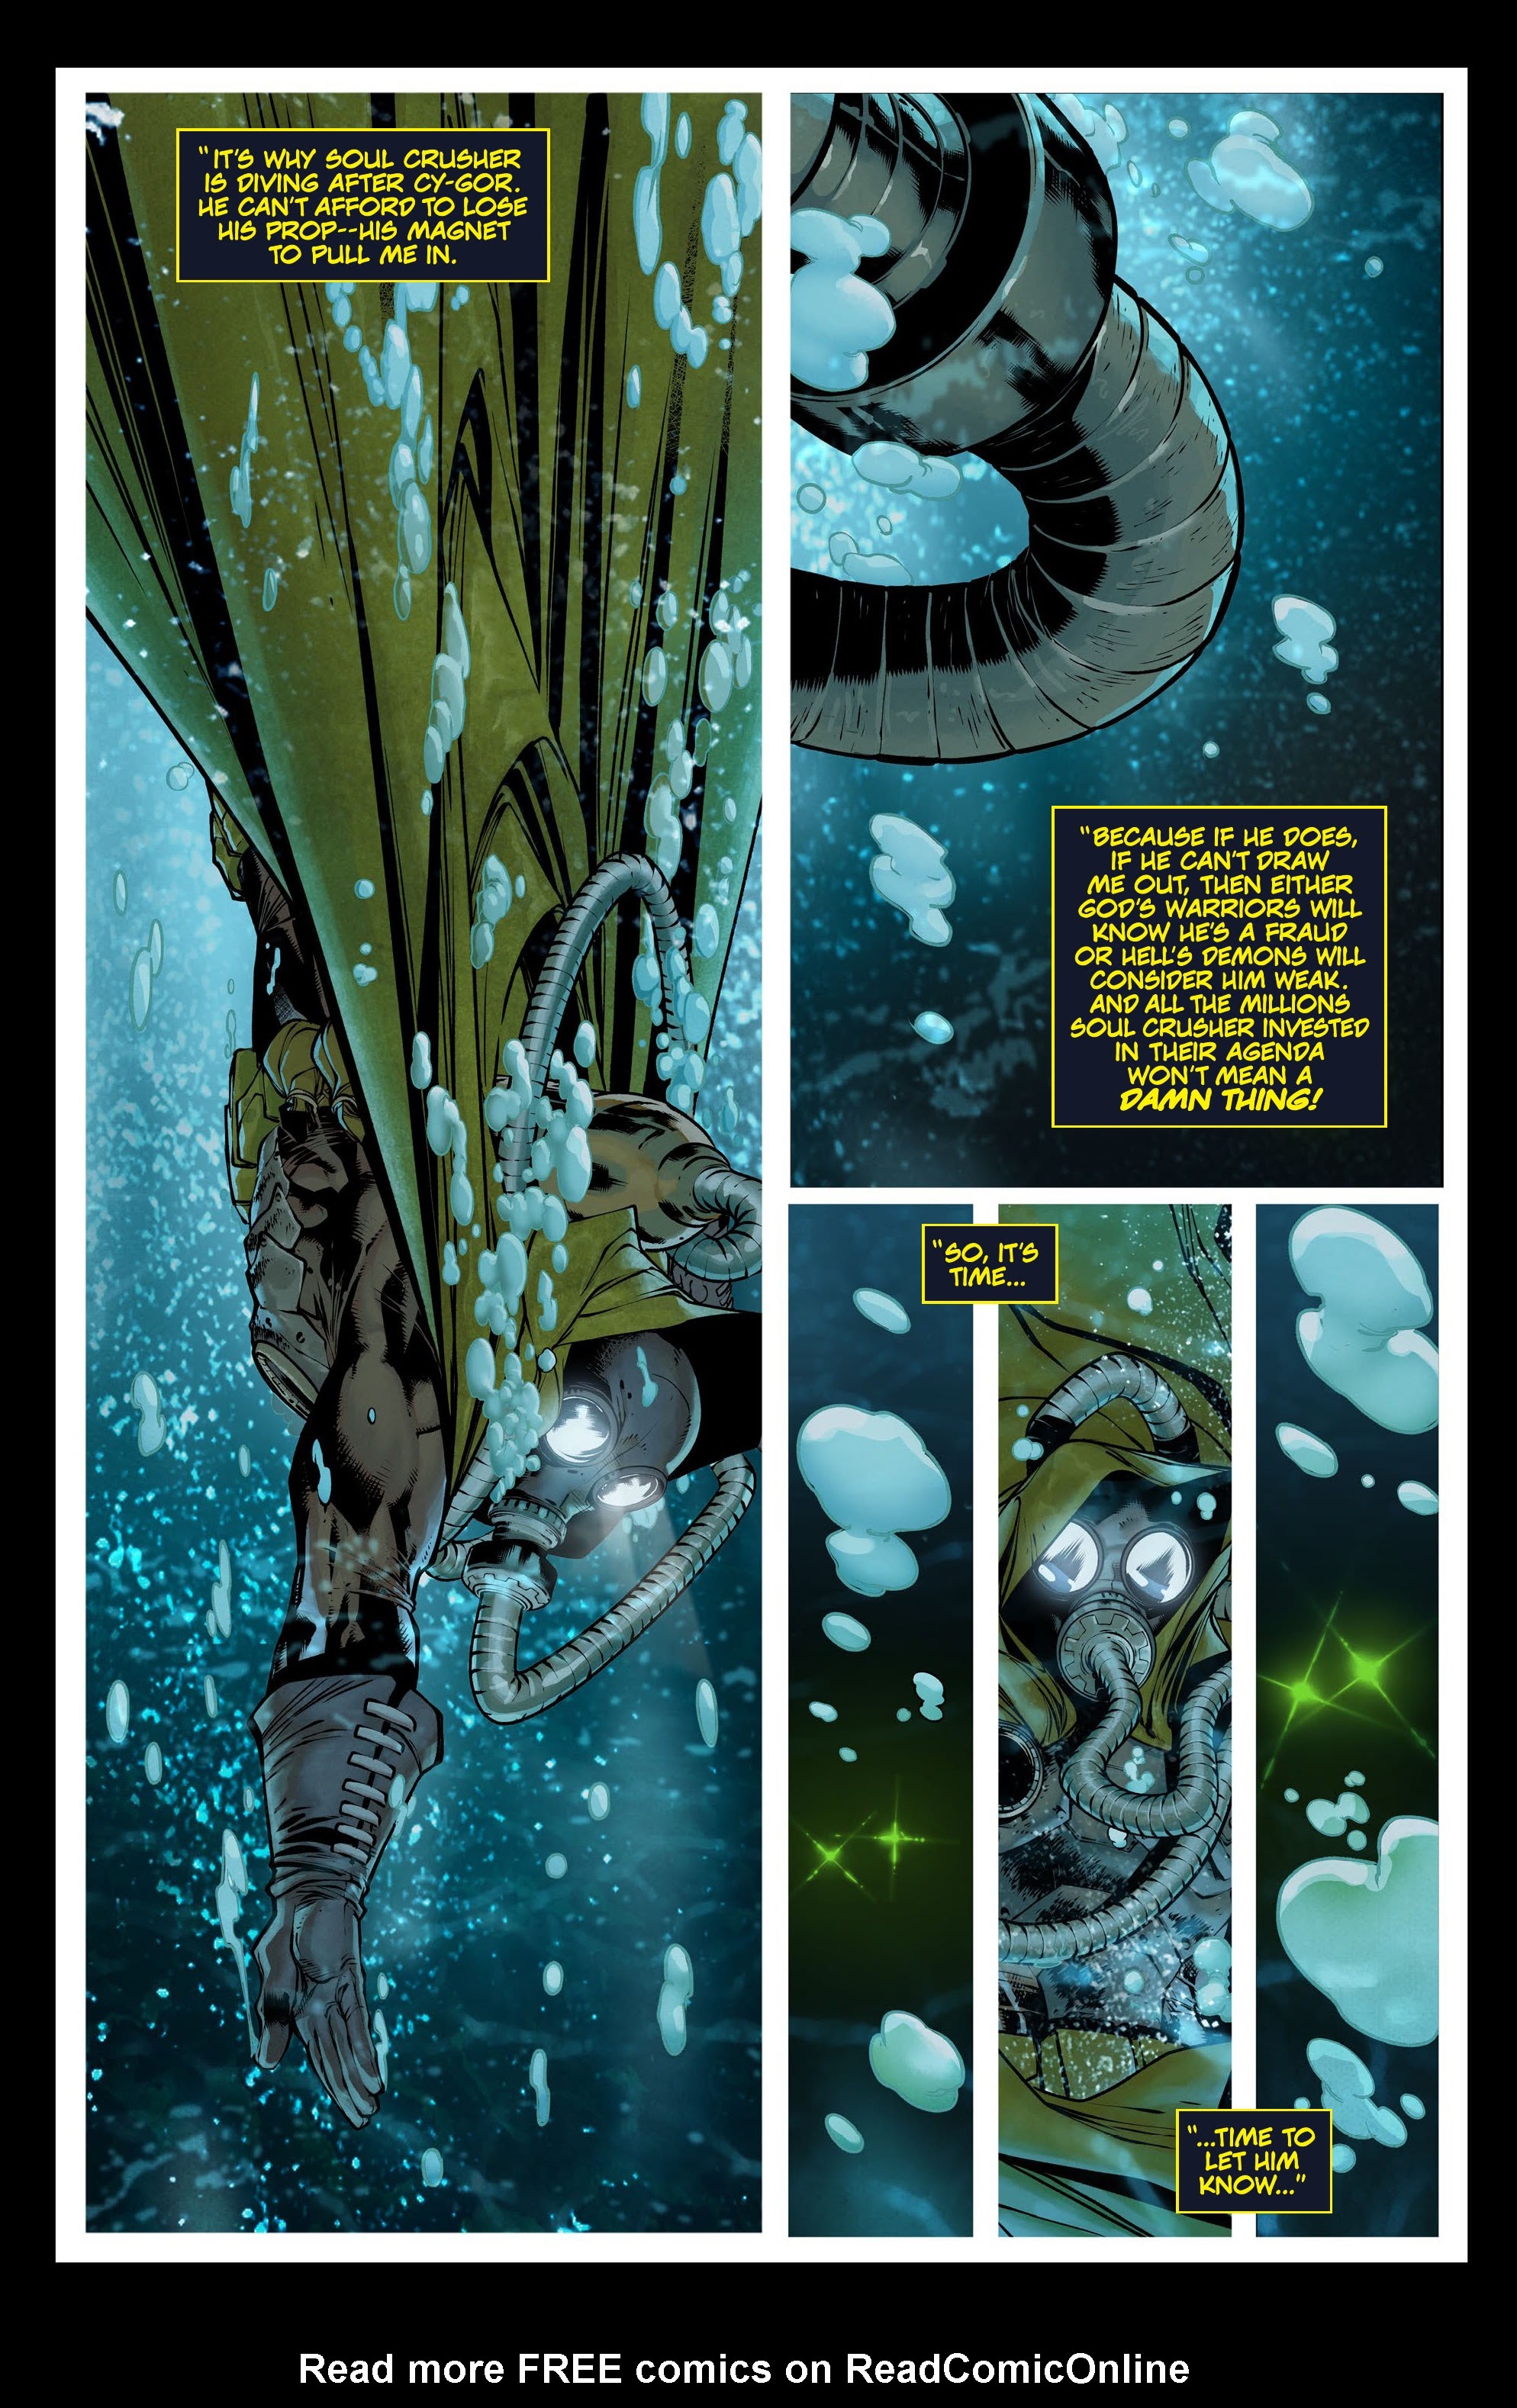 "IT'S WHY SOUL CRUSHER
IS DIVING AFTER CY-GOR.
HE CAN'T AFFORD TO LOSE
HIS PROP--HIS MAGNET
TO PULL ME IN.
"BECAUSE IF HE DOES,
IF HE CAN'T DRAW
ME OUT, THEN EITHER
GOD'S WARRIORS WILL
KNOW HE'S A FRAUD
OR HELL'S DEMONS WILL
CONSIDER HIM WEAK.
AND ALL THE MILLIONS
SOUL CRUSHER INVESTED
IN THEIR AGENDA
WON'T MEAN A
DAMN THING!
"SO, IT'S
TIME...
"...TIME TO
LET HIM
KNOW..."
Read more FREE comics on ReadComicOnline